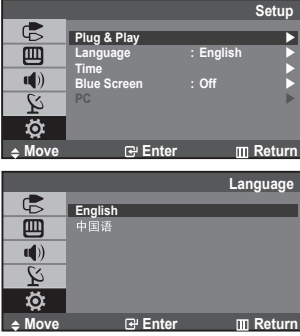 Setup
Plug & Play
Language : English
Time
Blue Screen : Off
PC
Move Enter Return
Language
English
中国语
Move Enter Return